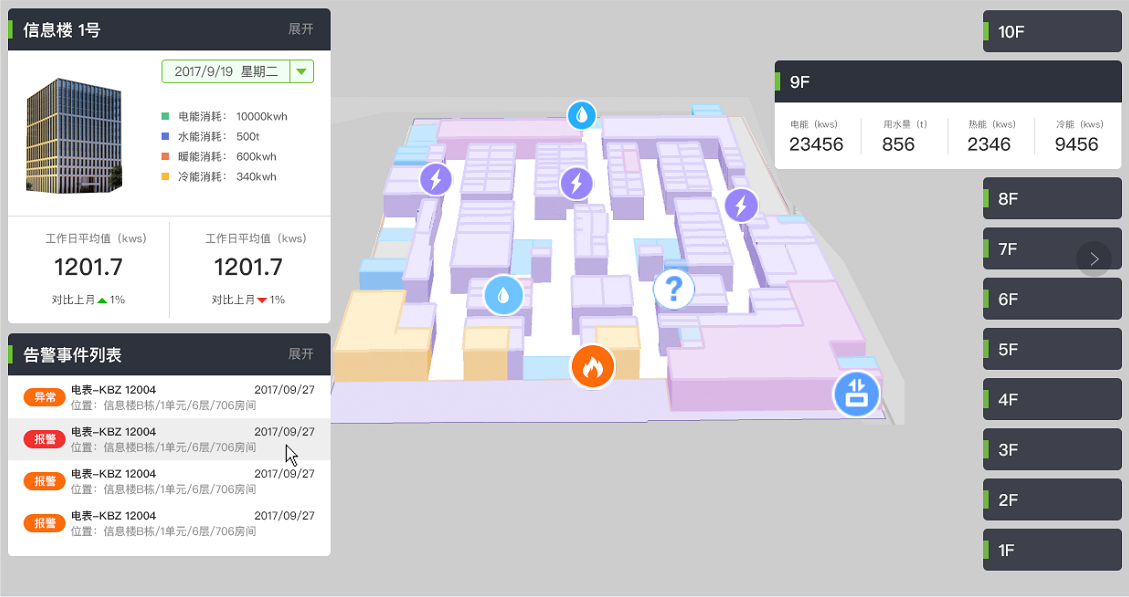 信息楼 1号
展开
2017/9/19 星期二
电能消耗： 10000kwh
水能消耗： 500t
暖能消耗： 600kwh
冷能消耗： 340kwh
工作日平均值（kws）
1201.7
对比上月 1%
工作日平均值（kws）
1201.7
对比上月 1%
告警事件列表
展开
异常
电表-KBZ 12004
2017/09/27
位置：信息楼B栋/1单元/6层/706房间
报警
电表-KBZ 12004
2017/09/27
位置：信息楼B栋/1单元/6层/706房间
报警
电表-KBZ 12004
2017/09/27
位置：信息楼B栋/1单元/6层/706房间
报警
电表-KBZ 12004
2017/09/27
位置：信息楼B栋/1单元/6层/706房间
?
10F
9F
电能（kws）
23456
用水量（t）
856
热能（kws）
2346
冷能（kws）
9456
8F
7F
6F
5F
4F
3F
2F
1F